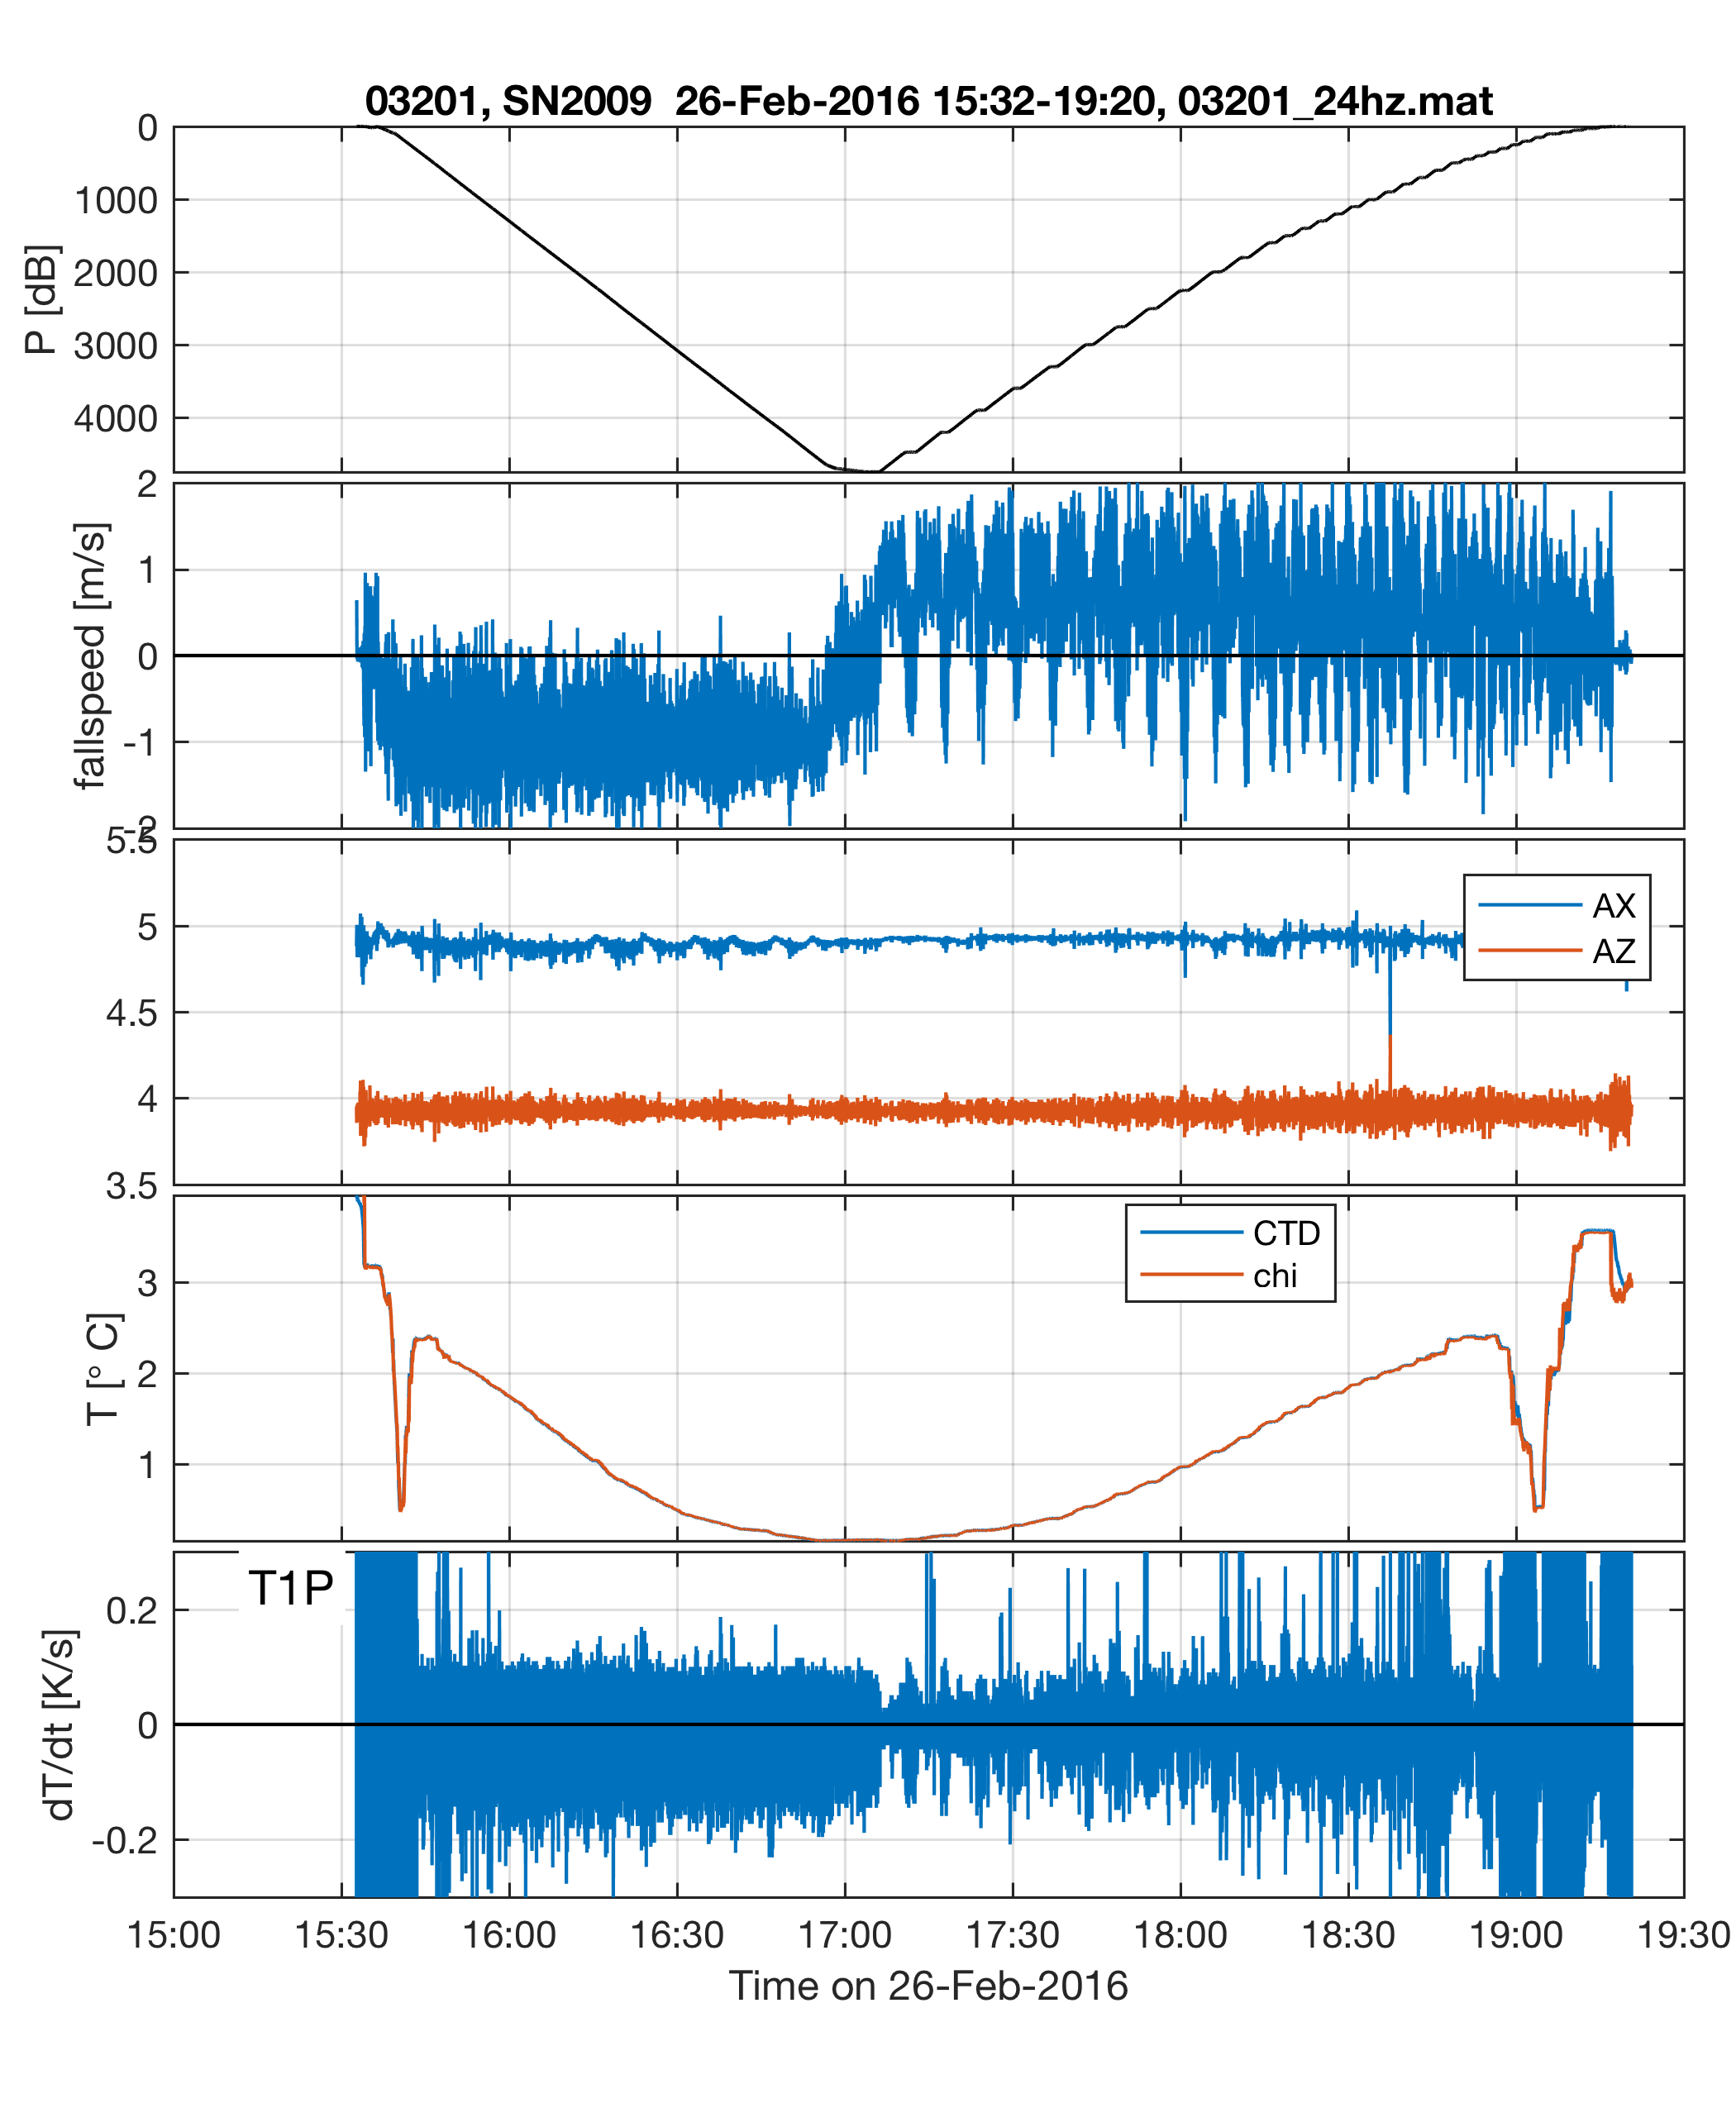 03201, SN2009  26-Feb-2016 15:32-19:20, 03201_24hz.mat
P [dB]
0
1000
2000
3000
4000
fallspeed [m/s]
2
1
0
-1
-2
5.5
5
4.5
4
3.5
AX
AZ
T [° C]
3
2
1
CTD
chi
T1P
dT/dt [K/s]
0.2
0
-0.2
15:00 15:30 16:00 16:30 17:00 17:30 18:00 18:30 19:00 19:30
Time on 26-Feb-2016